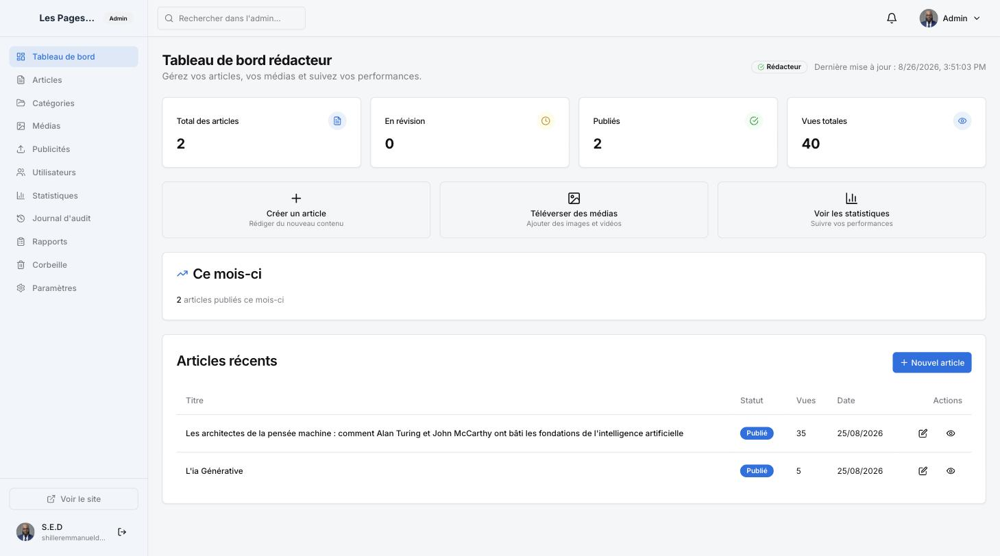 Les Pages...
Admin
Rechercher dans l'admin...
Admin
Tableau de bord
Articles
Catégories
Médias
Publicités
Utilisateurs
Statistiques
Journal d'audit
Rapports
Corbeille
Paramètres
Voir le site
S.E.D
shilleremmanueld...
Tableau de bord rédacteur
Gérez vos articles, vos médias et suivez vos performances.
Rédacteur
Dernière mise à jour : 8/26/2026, 3:51:03 PM
Total des articles
2
En révision
0
Publiés
2
Vues totales
40
Créer un article
Rédiger du nouveau contenu
Téléverser des médias
Ajouter des images et vidéos
Voir les statistiques
Suivre vos performances
Ce mois-ci
2 articles publiés ce mois-ci
Articles récents
Nouvel article
Titre Statut Vues Date Actions
Les architectes de la pensée machine : comment Alan Turing et John McCarthy ont bâti les fondations de l'intelligence artificielle Publié 35 25/08/2026
L'ia Générative Publié 5 25/08/2026